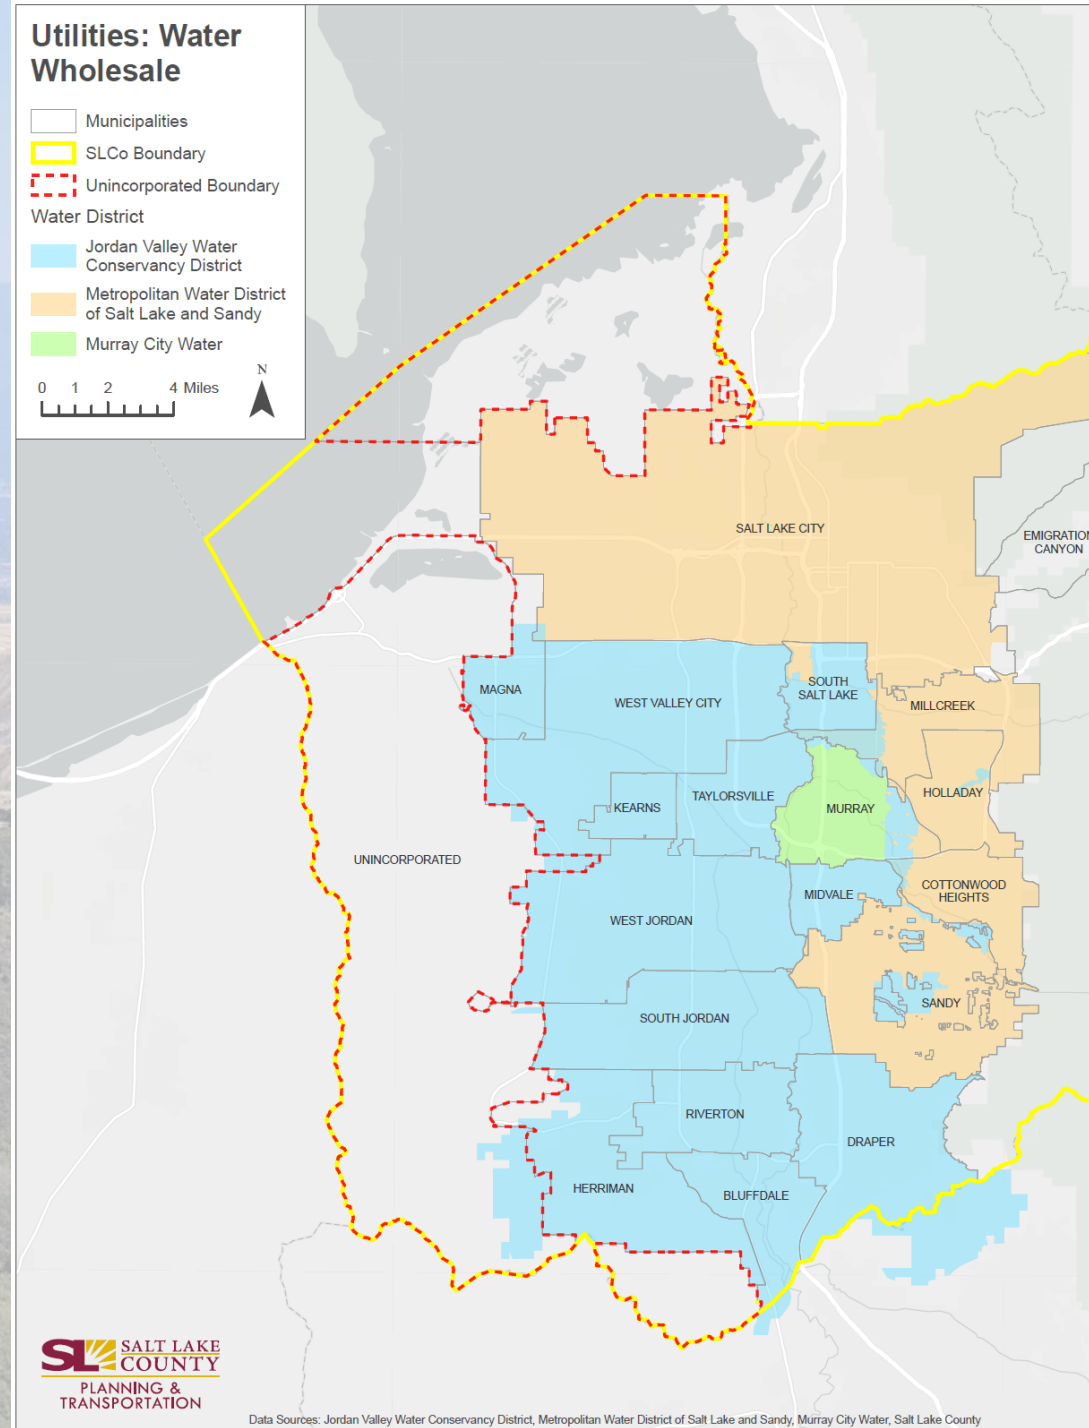 Utilities: Water
Wholesale
Municipalities
SLCo Boundary
Unincorporated Boundary
Water District
Jordan Valley Water
Conservancy District
Metropolitan Water District
of Salt Lake and Sandy
Murray City Water
N
0 1 2 4 Miles
SALT LAKE CITY
EMIGRATION
CANYON
MAGNA
WEST VALLEY CITY
SOUTH
SALT LAKE
MILLCREEK
KEARNS
TAYLORSVILLE
MURRAY
HOLLADAY
UNINCORPORATED
WEST JORDAN
MIDVALE
COTTONWOOD
HEIGHTS
SOUTH JORDAN
SANDY
RIVERTON
DRAPER
HERRIMAN
BLUFFDALE
SL SALT LAKE
COUNTY
PLANNING &
TRANSPORTATION
Data Sources: Jordan Valley Water Conservancy District, Metropolitan Water District of Salt Lake and Sandy, Murray City Water, Salt Lake County